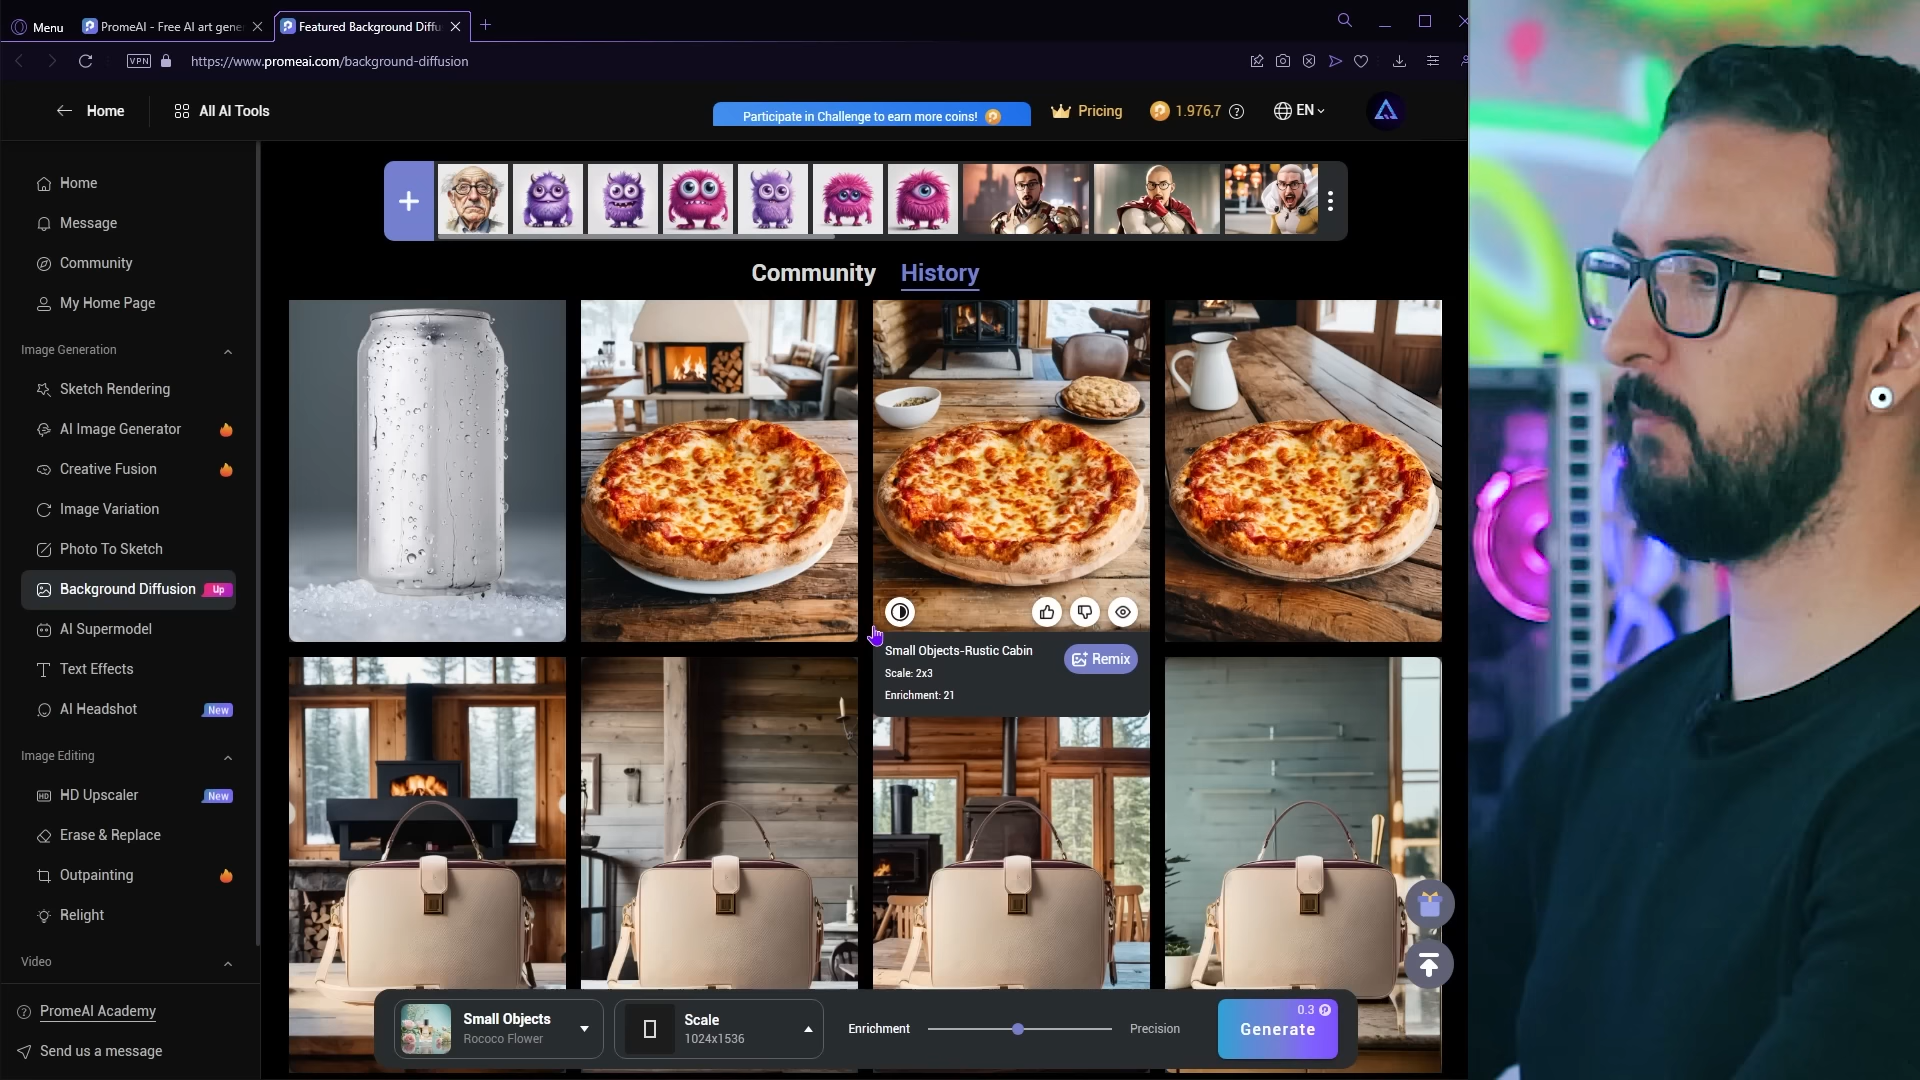 Menu
PromeAI - Free AI art gene
Featured Background Diffu
VPN
https://www.promeai.com/background-diffusion
Home
All AI Tools
Participate in Challenge to earn more coins!
Pricing
1.976,7
EN
Home
Message
Community
My Home Page
Image Generation
Sketch Rendering
AI Image Generator
Creative Fusion
Image Variation
Photo To Sketch
Background Diffusion
Up
AI Supermodel
Text Effects
AI Headshot
New
Image Editing
HD Upscaler
New
Erase & Replace
Outpainting
Relight
Video
PromeAI Academy
Send us a message
Community
History
Small Objects-Rustic Cabin
Scale: 2x3
Enrichment: 21
Remix
Small Objects
Rococo Flower
Scale
1024x1536
Enrichment
Precision
0.3
Generate